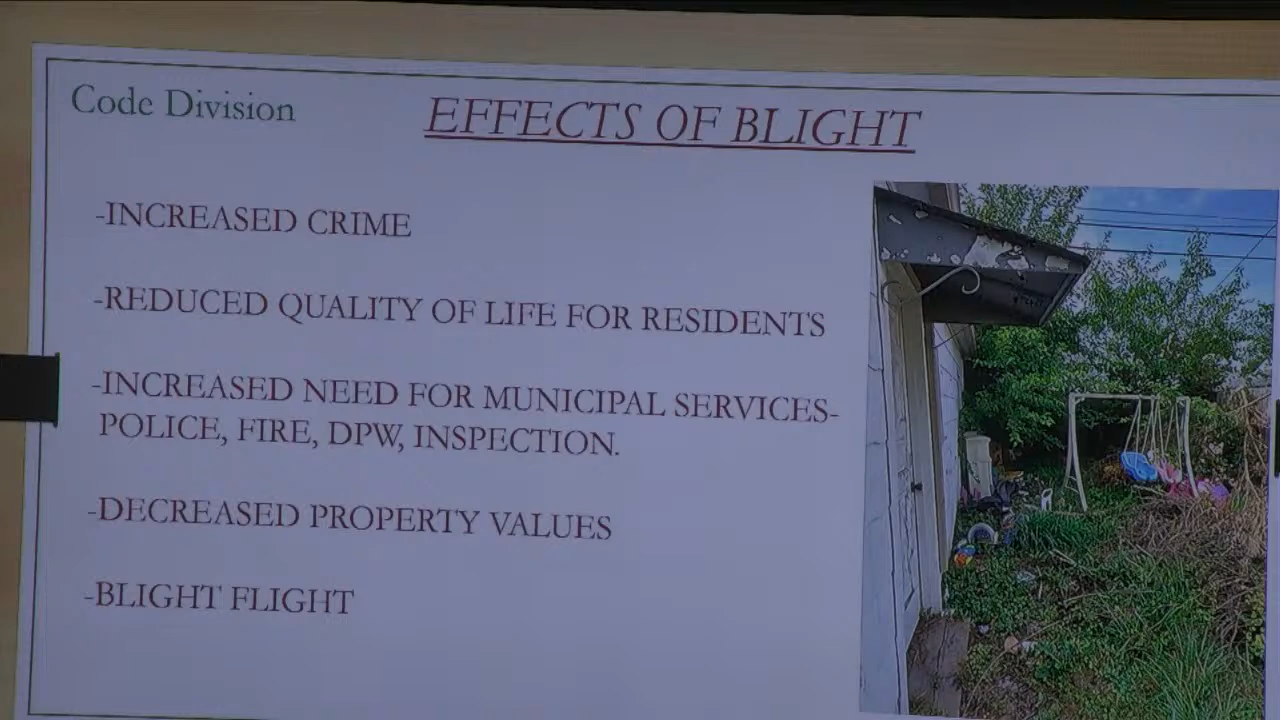 Code Division
EFFECTS OF BLIGHT
-INCREASED CRIME
-REDUCED QUALITY OF LIFE FOR RESIDENTS
-INCREASED NEED FOR MUNICIPAL SERVICES-
POLICE, FIRE, DPW, INSPECTION.
-DECREASED PROPERTY VALUES
-BLIGHT FLIGHT